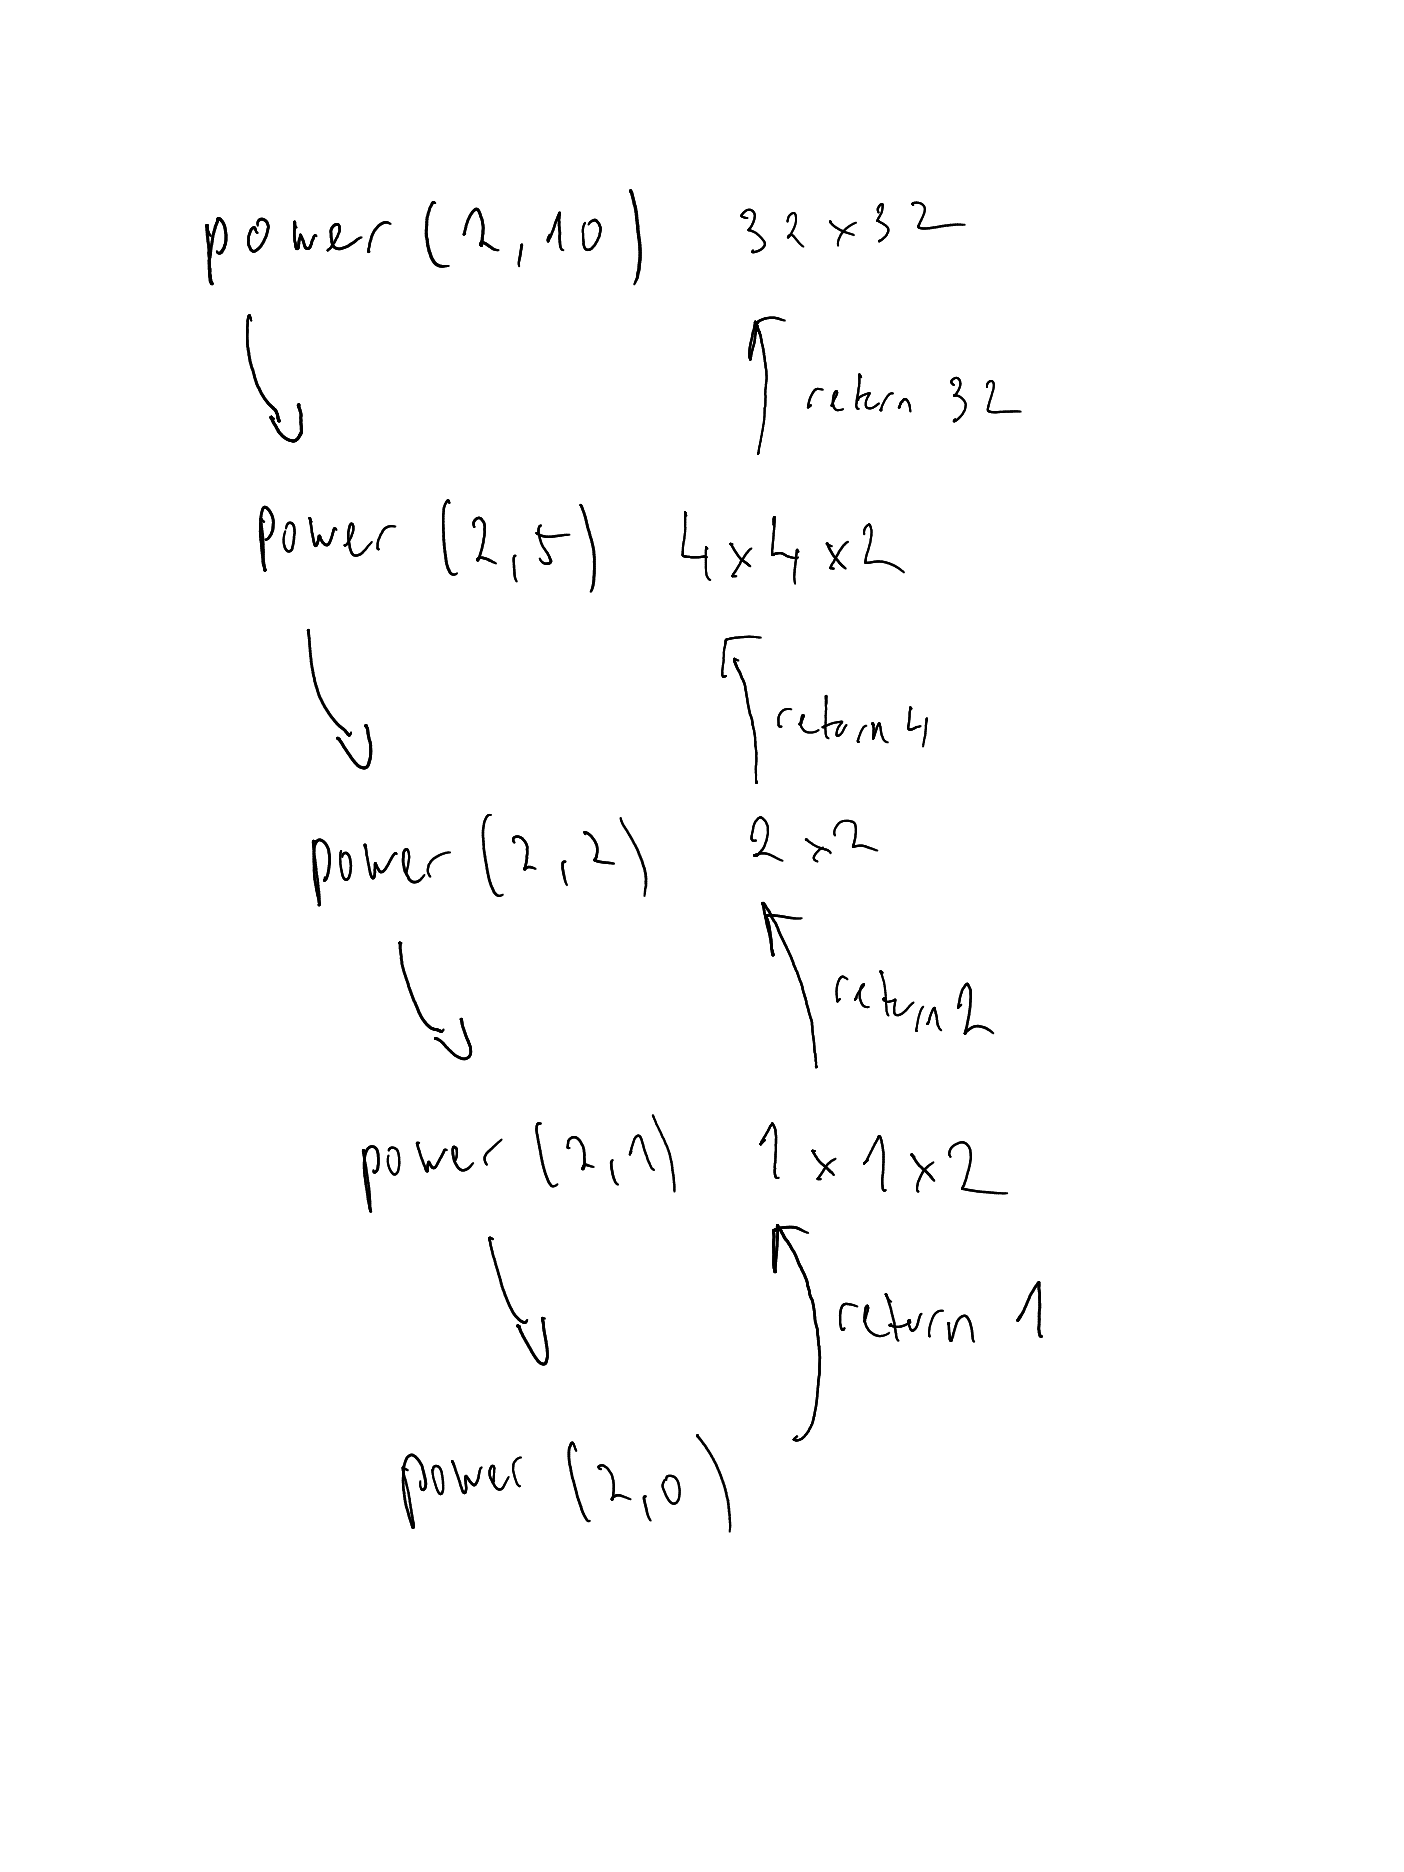 power (2,10) 32 x 32
return 32
power (2,5) 4 x 4 x 2
return 4
power (2,2) 2 x 2
return 2
power (2,1) 1 x 1 x 2
return 1
power (2,0)